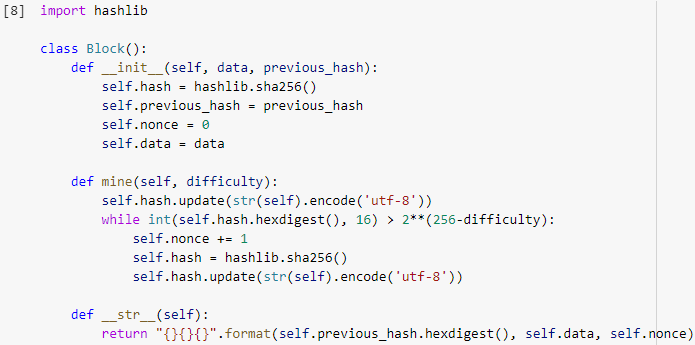 [8] import hashlib
class Block():
def __init__(self, data, previous_hash):
self.hash = hashlib.sha256()
self.previous_hash = previous_hash
self.nonce = 0
self.data = data
def mine(self, difficulty):
self.hash.update(str(self).encode('utf-8'))
while int(self.hash.hexdigest(), 16) > 2**(256-difficulty):
self.nonce += 1
self.hash = hashlib.sha256()
self.hash.update(str(self).encode('utf-8'))
def __str__(self):
return "{}{}{}".format(self.previous_hash.hexdigest(), self.data, self.nonce)